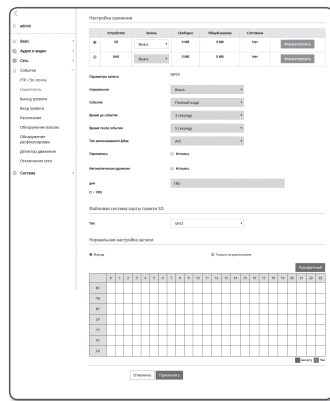 Настройка хранения
admin
Устройство Запись Свободно Общий размер Состояние
SD Выкл. 0 MB 0 MB Нет Форматировать
NAS Выкл. 0 MB 0 MB Нет Форматировать
Basic
Аудио и видео
Сеть
События
FTP / Эл. почта
Накопитель
Выход тревоги
Вход тревоги
Расписание
Обнаружение взлома
Обнаружение расфокусировки
Детектор движения
Отключение сети
Система
Параметры записи
Нормальная Выкл.
Событие Полный кадр
Время до события 5 секунд
Время после события 5 секунд
Тип записываемого файла AVI
Перезапись Использ.
Автоматическое удаление Использ.
дни 180
(1 ~ 180)
Файловая система карты памяти SD
Тип VFAT
Нормальная настройка записи
Всегда Только по расписанию
0 1 2 3 4 5 6 7 8 9 10 11 12 13 14 15 16 17 18 19 20 21 22 23
ВС
ПН
ВТ
СР
ЧТ
ПТ
СБ
Отменить Применить